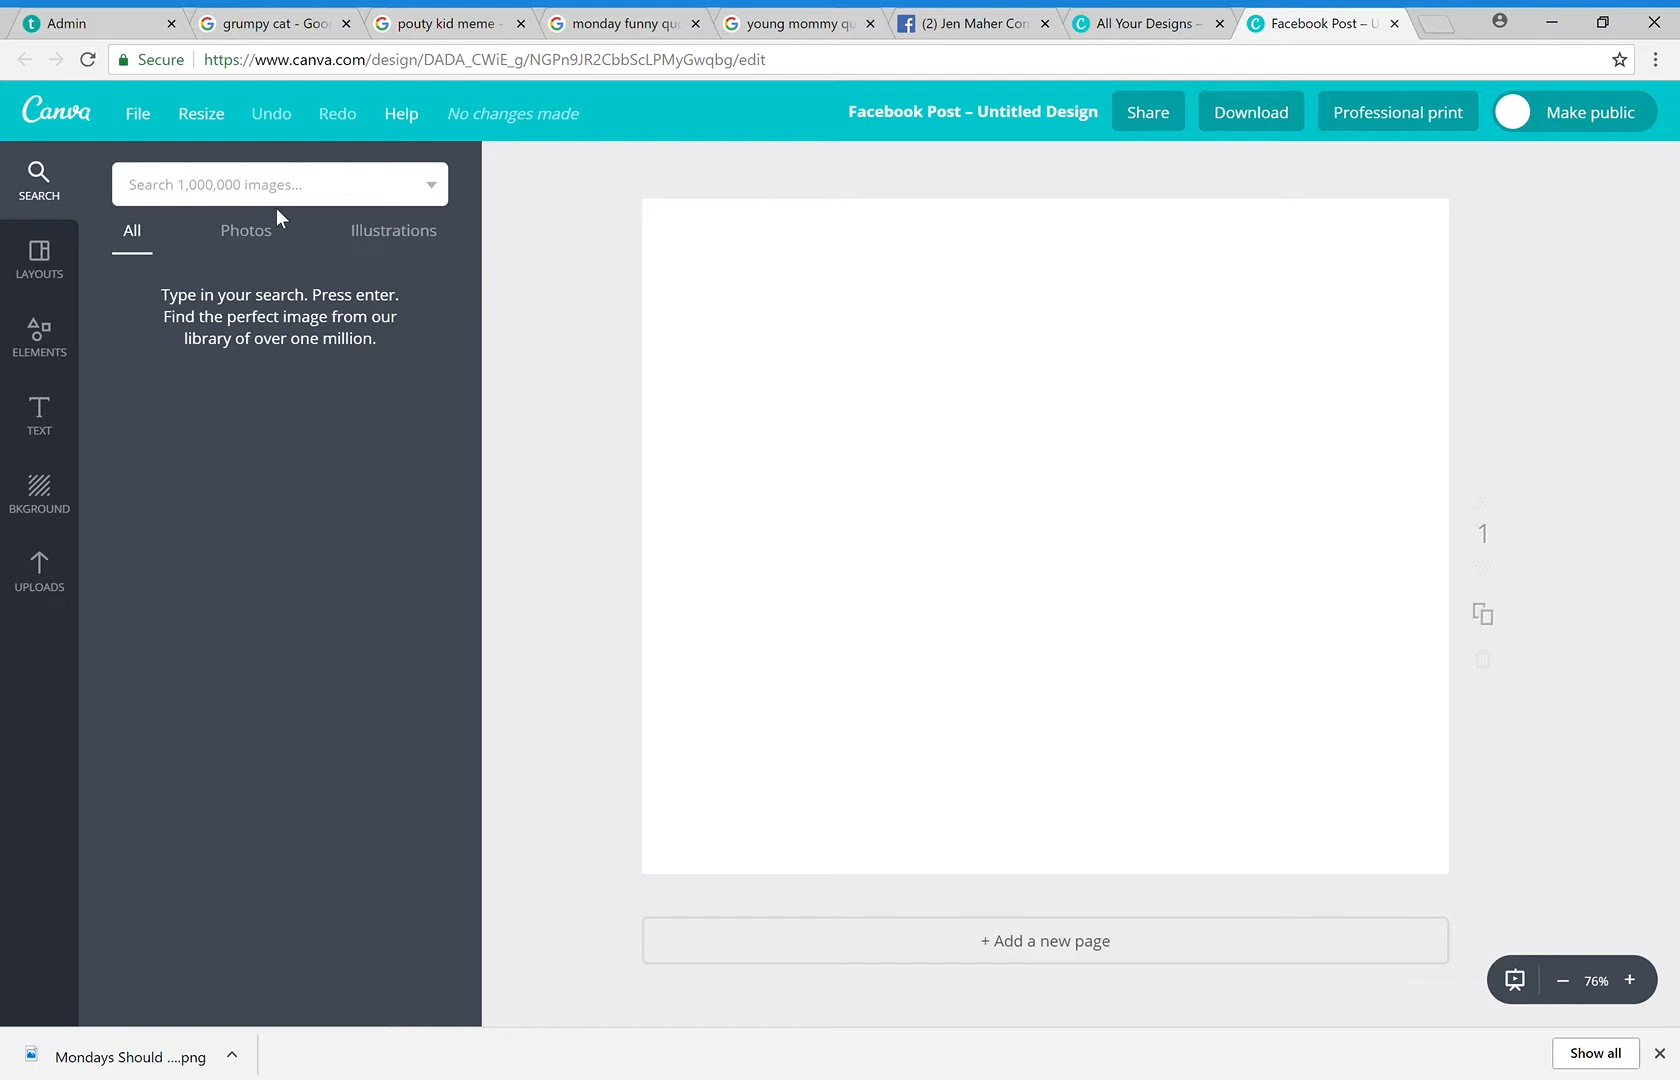 Admin
grumpy cat - Goo
pouty kid meme -
monday funny quo
young mommy qu
(2) Jen Maher Con
All Your Designs –
Facebook Post – U
Secure
https://www.canva.com/design/DADA_CWiE_g/NGPn9JR2CbbScLPMyGwqbg/edit
Canva
File
Resize
Undo
Redo
Help
No changes made
Facebook Post – Untitled Design
Share
Download
Professional print
Make public
SEARCH
LAYOUTS
ELEMENTS
TEXT
BKGROUND
UPLOADS
Search 1,000,000 images...
All
Photos
Illustrations
Type in your search. Press enter.
Find the perfect image from our
library of over one million.
1
+ Add a new page
76%
Mondays Should ....png
Show all